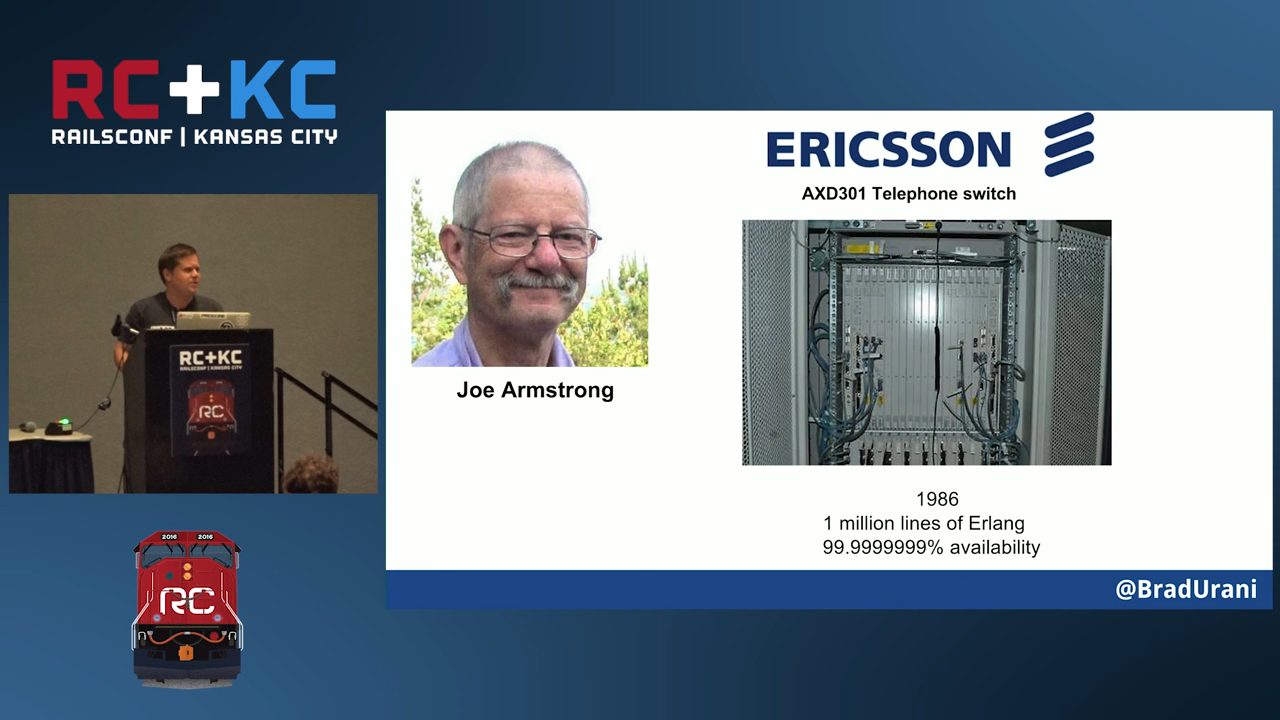 RC+KC
RAILSCONF | KANSAS CITY
ERICSSON
AXD301 Telephone switch
Joe Armstrong
1986
1 million lines of Erlang
99.9999999% availability
@BradUrani
RC+KC
RAILSCONF | KANSAS CITY
RC
2016 2016
RC